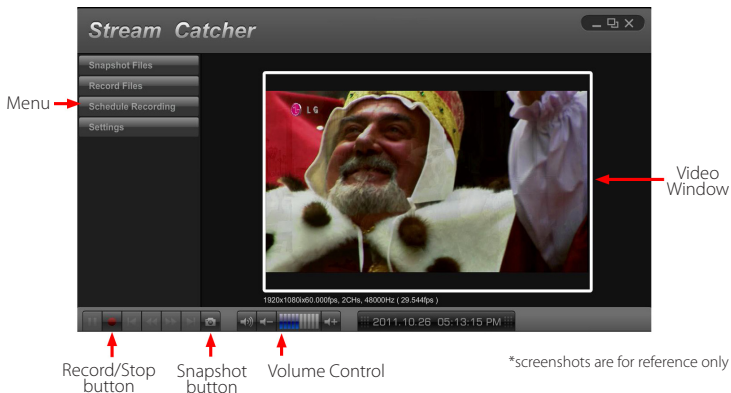 Stream Catcher
Snapshot Files
Record Files
Menu
Schedule Recording
Settings
LG
Video
Window
1920x1080ix60.000fps, 2CHs, 48000Hz ( 29.544fps )
2011.10.26 05:13:15 PM
Record/Stop
button
Snapshot
button
Volume Control
*screenshots are for reference only